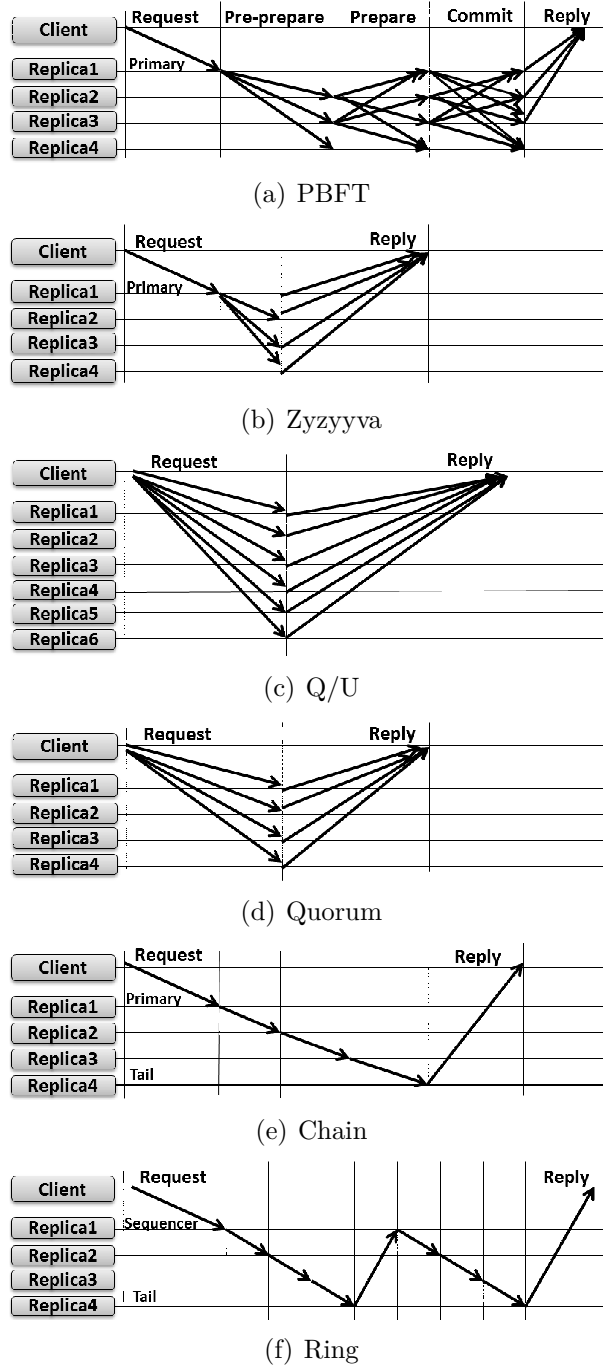 Request Pre-prepare Prepare Commit Reply
Client
Replica1 Primary
Replica2
Replica3
Replica4
(a) PBFT
Request Reply
Client
Replica1 Primary
Replica2
Replica3
Replica4
(b) Zyzyyva
Request Reply
Client
Replica1
Replica2
Replica3
Replica4
Replica5
Replica6
(c) Q/U
Request Reply
Client
Replica1
Replica2
Replica3
Replica4
(d) Quorum
Request Reply
Client
Replica1 Primary
Replica2
Replica3
Replica4 Tail
(e) Chain
Request Reply
Client
Replica1 Sequencer
Replica2
Replica3
Replica4 Tail
(f) Ring